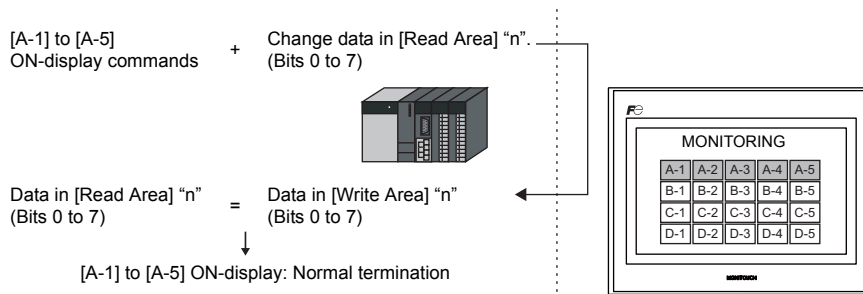 [A-1] to [A-5]
ON-display commands
+
Change data in [Read Area] “n”.
(Bits 0 to 7)
Fe
MONITORING
A-1 A-2 A-3 A-4 A-5
B-1 B-2 B-3 B-4 B-5
C-1 C-2 C-3 C-4 C-5
D-1 D-2 D-3 D-4 D-5
MONITOUCH
Data in [Read Area] “n”
(Bits 0 to 7)
=
Data in [Write Area] “n”
(Bits 0 to 7)
[A-1] to [A-5] ON-display: Normal termination